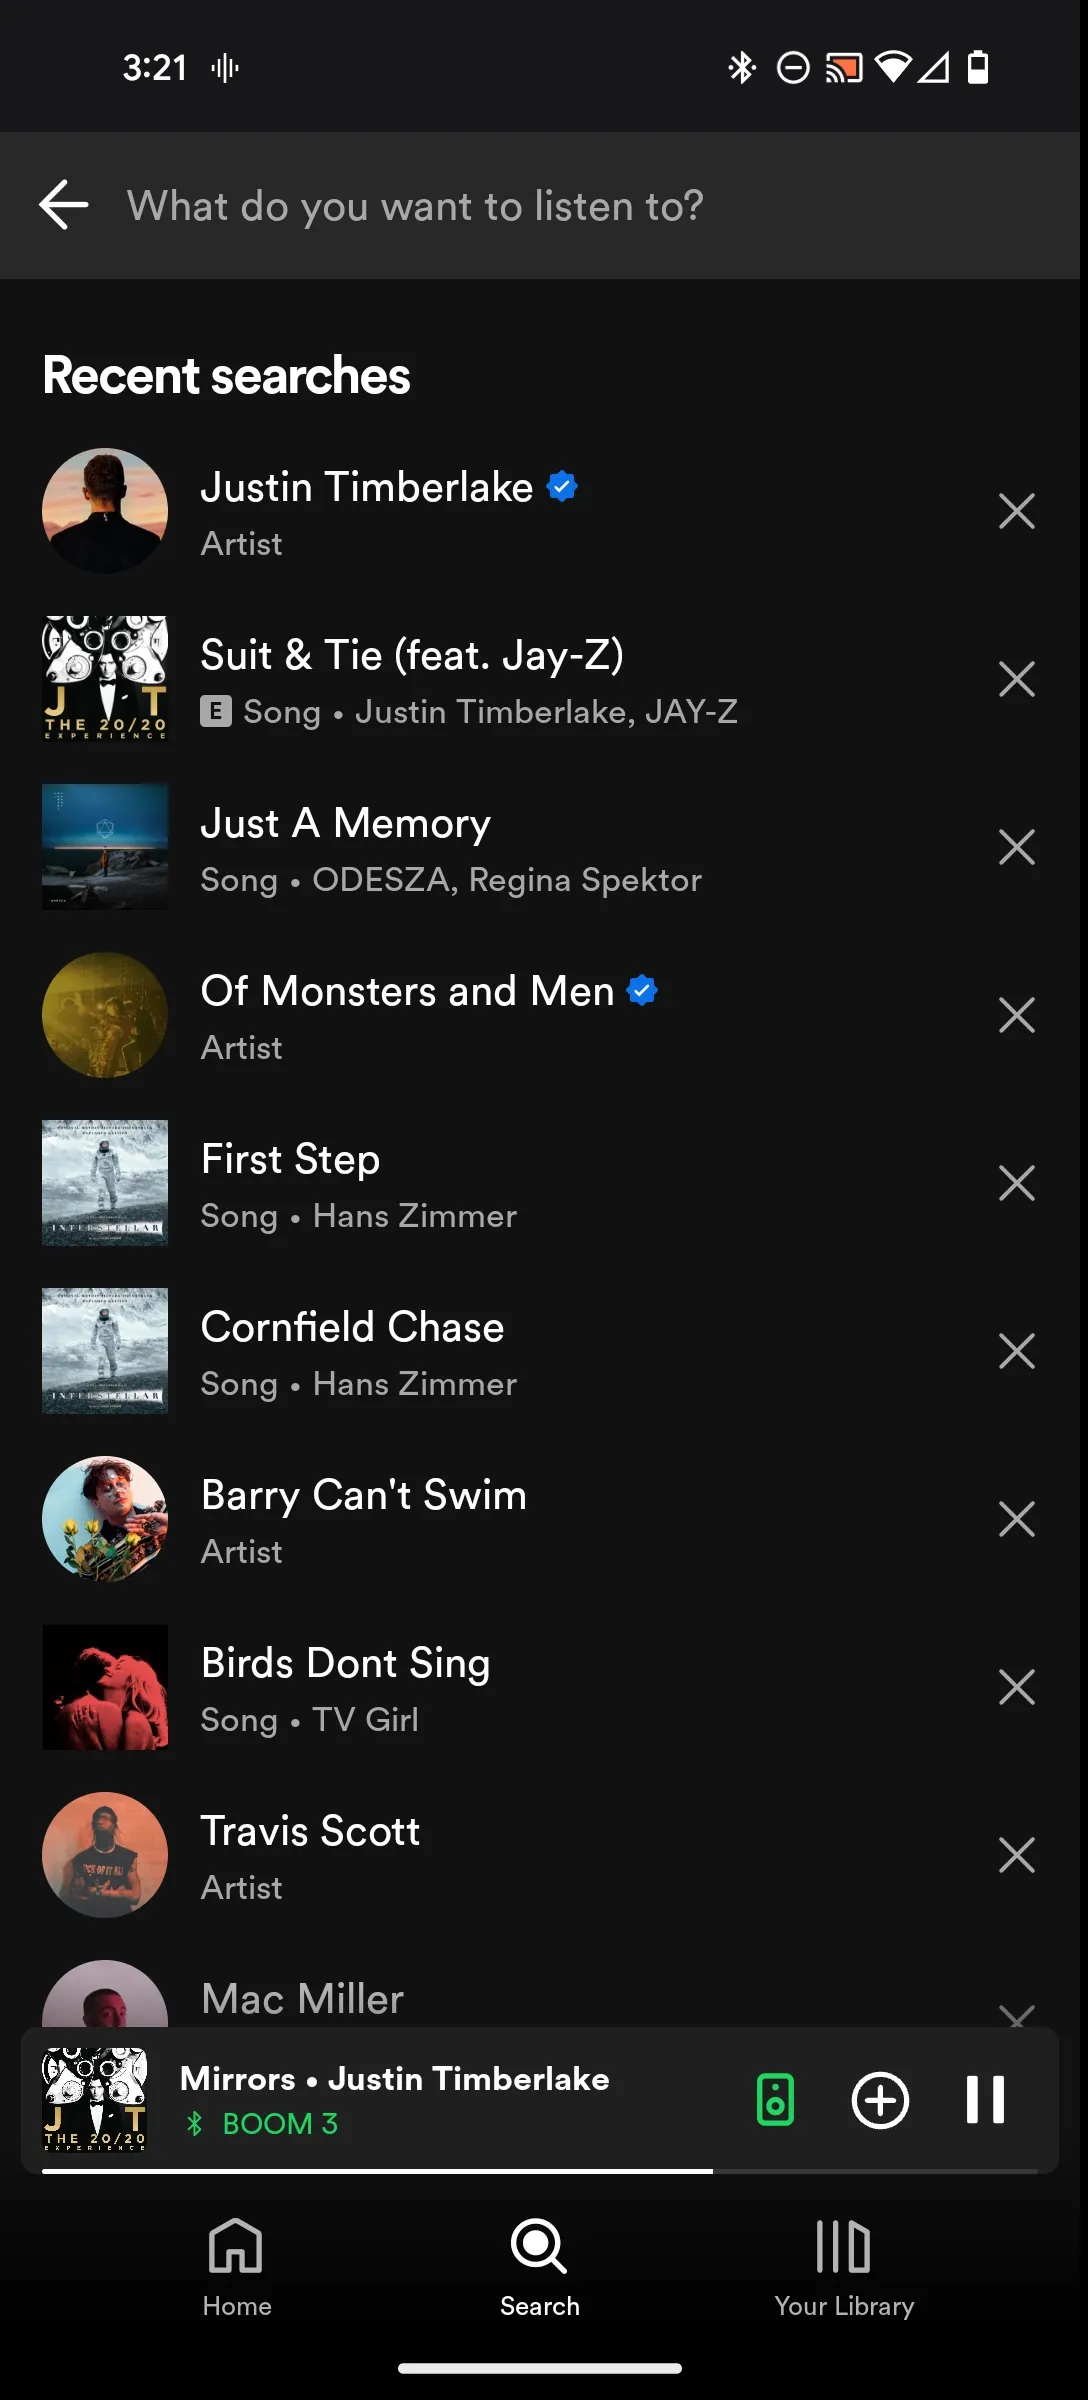 3:21
What do you want to listen to?
Recent searches
Justin Timberlake
Artist
J T
THE 20/20
EXPERIENCE
Suit & Tie (feat. Jay-Z)
E Song • Justin Timberlake, JAY-Z
Just A Memory
Song • ODESZA, Regina Spektor
Of Monsters and Men
Artist
INTERSTELLAR
First Step
Song • Hans Zimmer
INTERSTELLAR
Cornfield Chase
Song • Hans Zimmer
Barry Can't Swim
Artist
Birds Dont Sing
Song • TV Girl
Travis Scott
Artist
Mac Miller
J T
THE 20/20
EXPERIENCE
Mirrors • Justin Timberlake
BOOM 3
Home
Search
Your Library